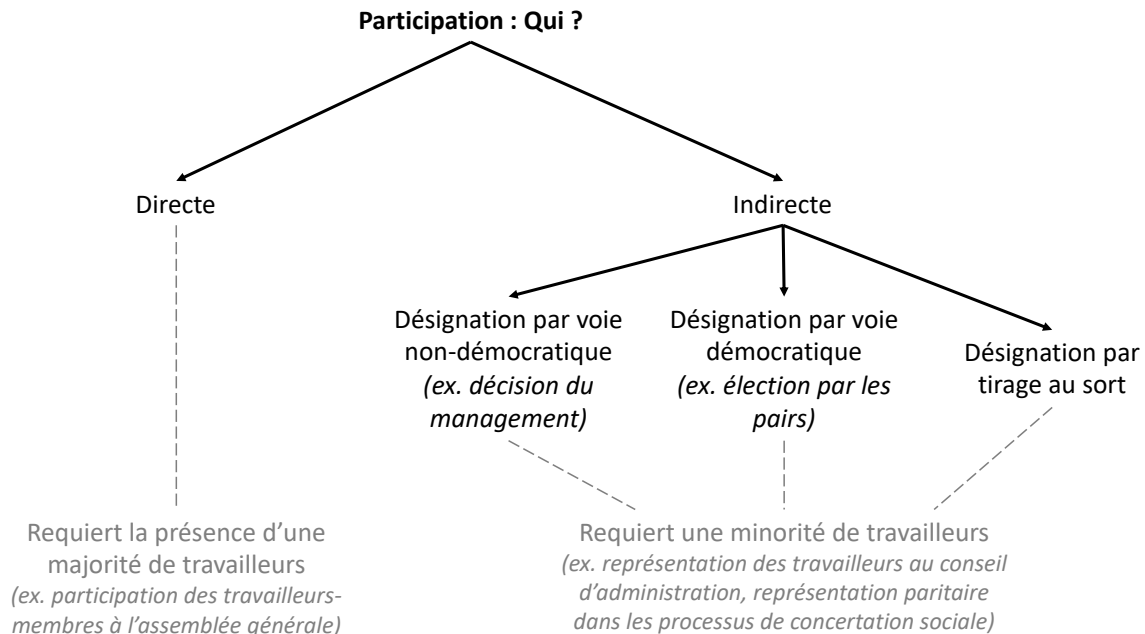 Participation : Qui ?
Directe
Indirecte
Désignation par voie
non-démocratique
(ex. décision du
management)
Désignation par voie
démocratique
(ex. élection par les
pairs)
Désignation par
tirage au sort
Requiert la présence d’une
majorité de travailleurs
(ex. participation des travailleurs-
membres à l’assemblée générale)
Requiert une minorité de travailleurs
(ex. représentation des travailleurs au conseil
d’administration, représentation paritaire
dans les processus de concertation sociale)